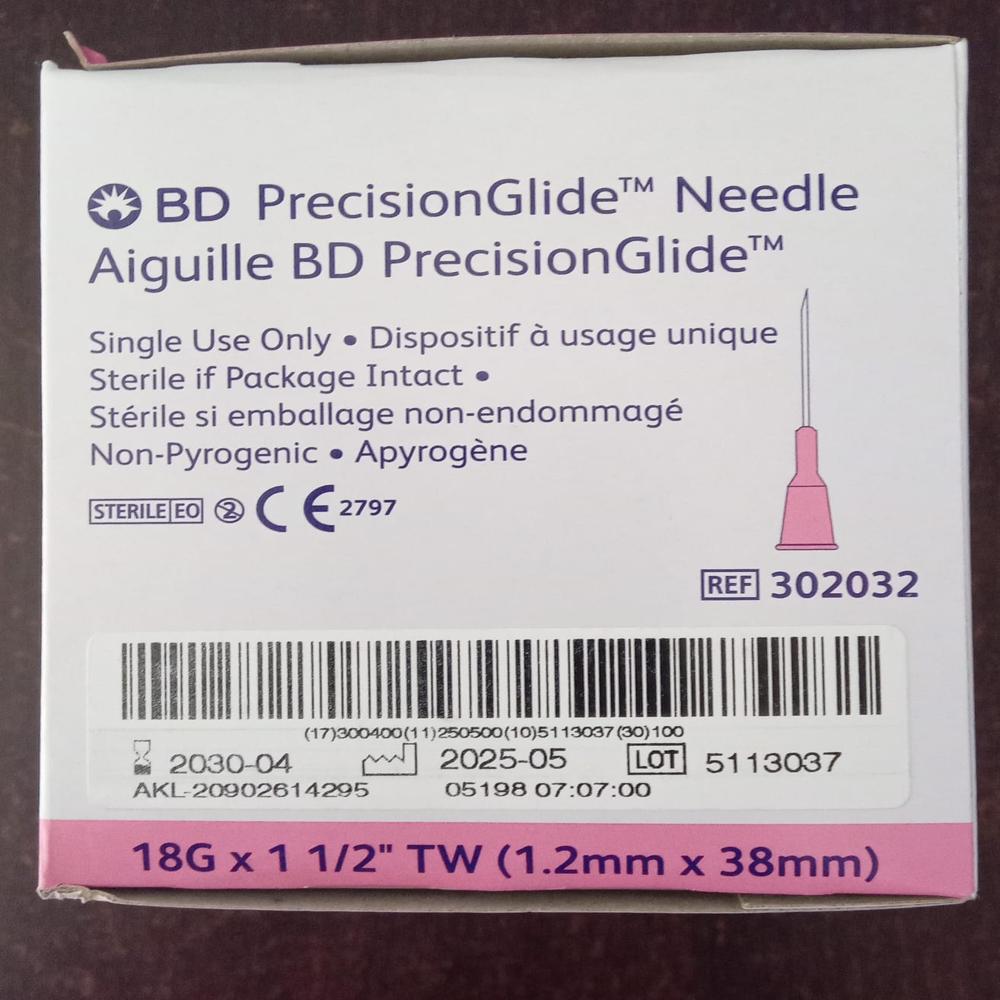 BD PrecisionGlide™ Needle
Aiguille BD PrecisionGlide™
Single Use Only • Dispositif à usage unique
Sterile if Package Intact •
Stérile si emballage non-endommagé
Non-Pyrogenic • Apyrogène
STERILE EO 2 CE 2797
REF 302032
(17)300400(11)250500(10)5113037(30)100
2030-04 2025-05 LOT 5113037
AKL-20902614295 05198 07:07:00
18G x 1 1/2" TW (1.2mm x 38mm)